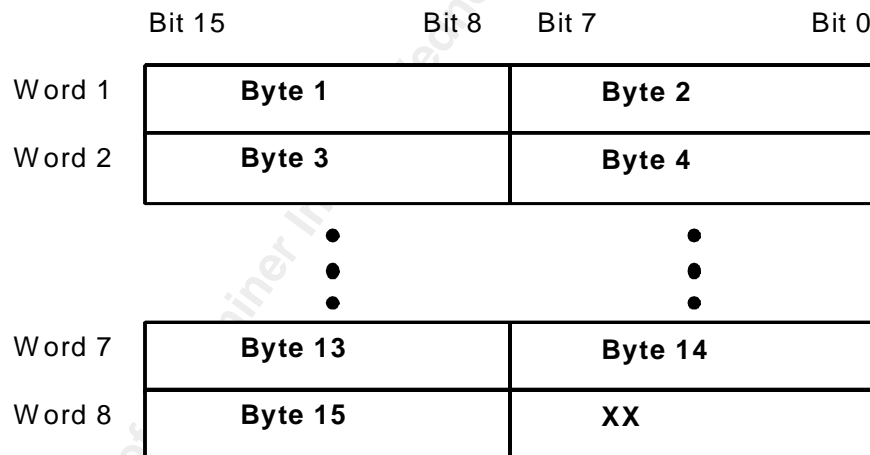 Bit 15 Bit 8 Bit 7 Bit 0
Word 1 Byte 1 Byte 2
Word 2 Byte 3 Byte 4
Word 7 Byte 13 Byte 14
Word 8 Byte 15 XX